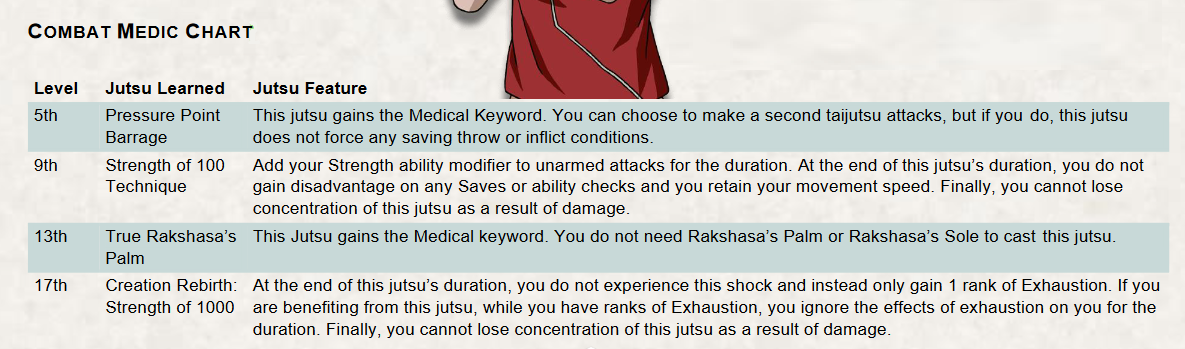 COMBAT MEDIC CHART
Level Jutsu Learned Jutsu Feature
5th Pressure Point Barrage This jutsu gains the Medical Keyword. You can choose to make a second taijutsu attacks, but if you do, this jutsu
does not force any saving throw or inflict conditions.
9th Strength of 100 Technique Add your Strength ability modifier to unarmed attacks for the duration. At the end of this jutsu’s duration, you do not
gain disadvantage on any Saves or ability checks and you retain your movement speed. Finally, you cannot lose
concentration of this jutsu as a result of damage.
13th True Rakshasa’s Palm This Jutsu gains the Medical keyword. You do not need Rakshasa’s Palm or Rakshasa’s Sole to cast this jutsu.
17th Creation Rebirth: Strength of 1000 At the end of this jutsu’s duration, you do not experience this shock and instead only gain 1 rank of Exhaustion. If you
are benefiting from this jutsu, while you have ranks of Exhaustion, you ignore the effects of exhaustion on you for the
duration. Finally, you cannot lose concentration of this jutsu as a result of damage.